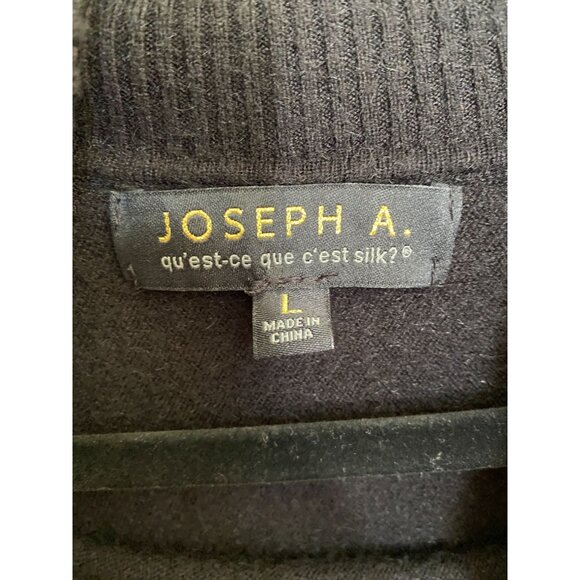 JOSEPH A.
qu'est-ce que c'est silk?®
L
MADE IN
CHINA